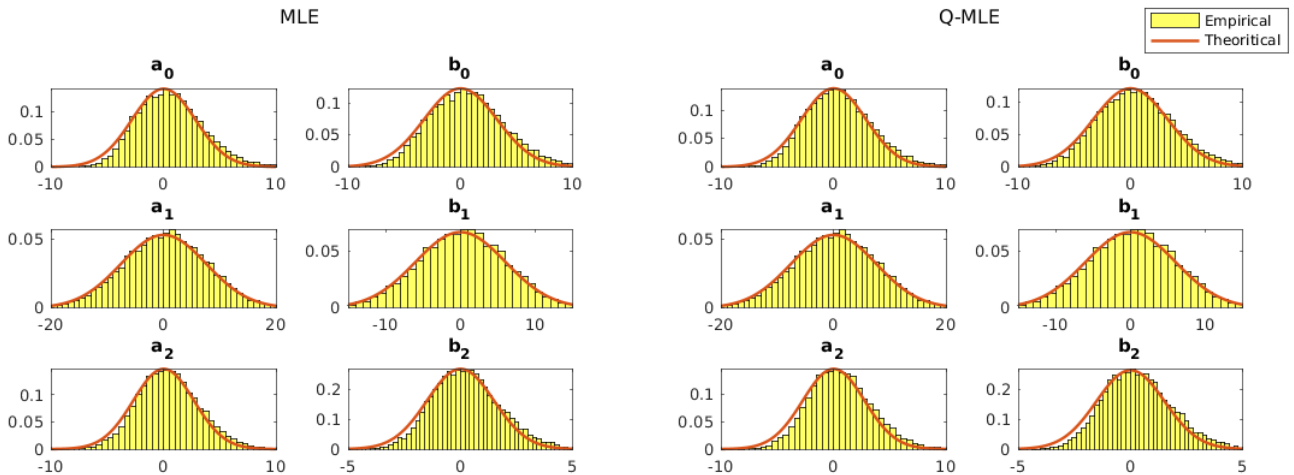 MLE
Q-MLE
Empirical
Theoritical
a0 b0 a0 b0
0.1 0.05 0 -10 0 10
0.1 0.05 0 -10 0 10
0.1 0.05 0 -10 0 10
0.1 0.05 0 -10 0 10
a1 b1 a1 b1
0.05 0 -20 0 20
0.05 0 -10 0 10
0.05 0 -20 0 20
0.05 0 -10 0 10
a2 b2 a2 b2
0.1 0.05 0 -10 0 10
0.2 0.1 0 -5 0 5
0.1 0.05 0 -10 0 10
0.2 0.1 0 -5 0 5